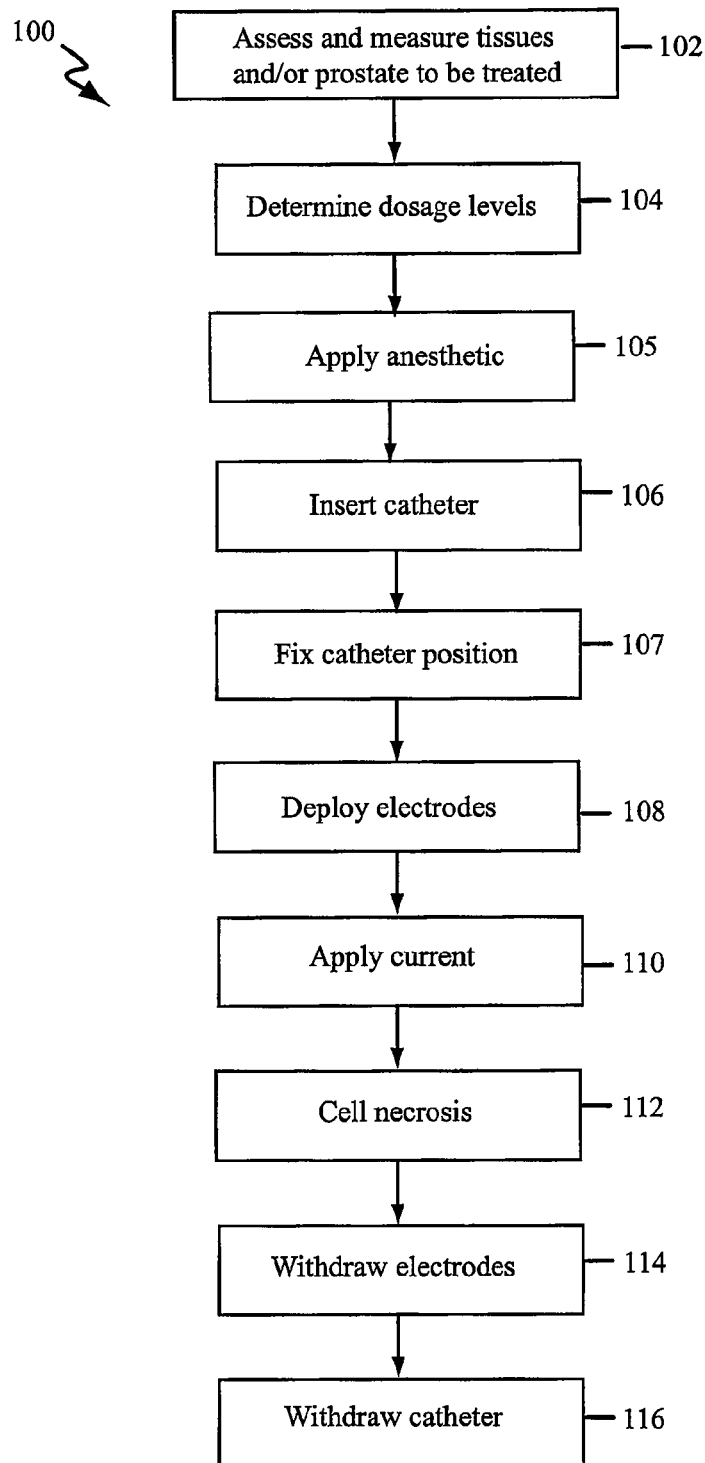 100
Assess and measure tissues
and/or prostate to be treated
102
Determine dosage levels
104
Apply anesthetic
105
Insert catheter
106
Fix catheter position
107
Deploy electrodes
108
Apply current
110
Cell necrosis
112
Withdraw electrodes
114
Withdraw catheter
116